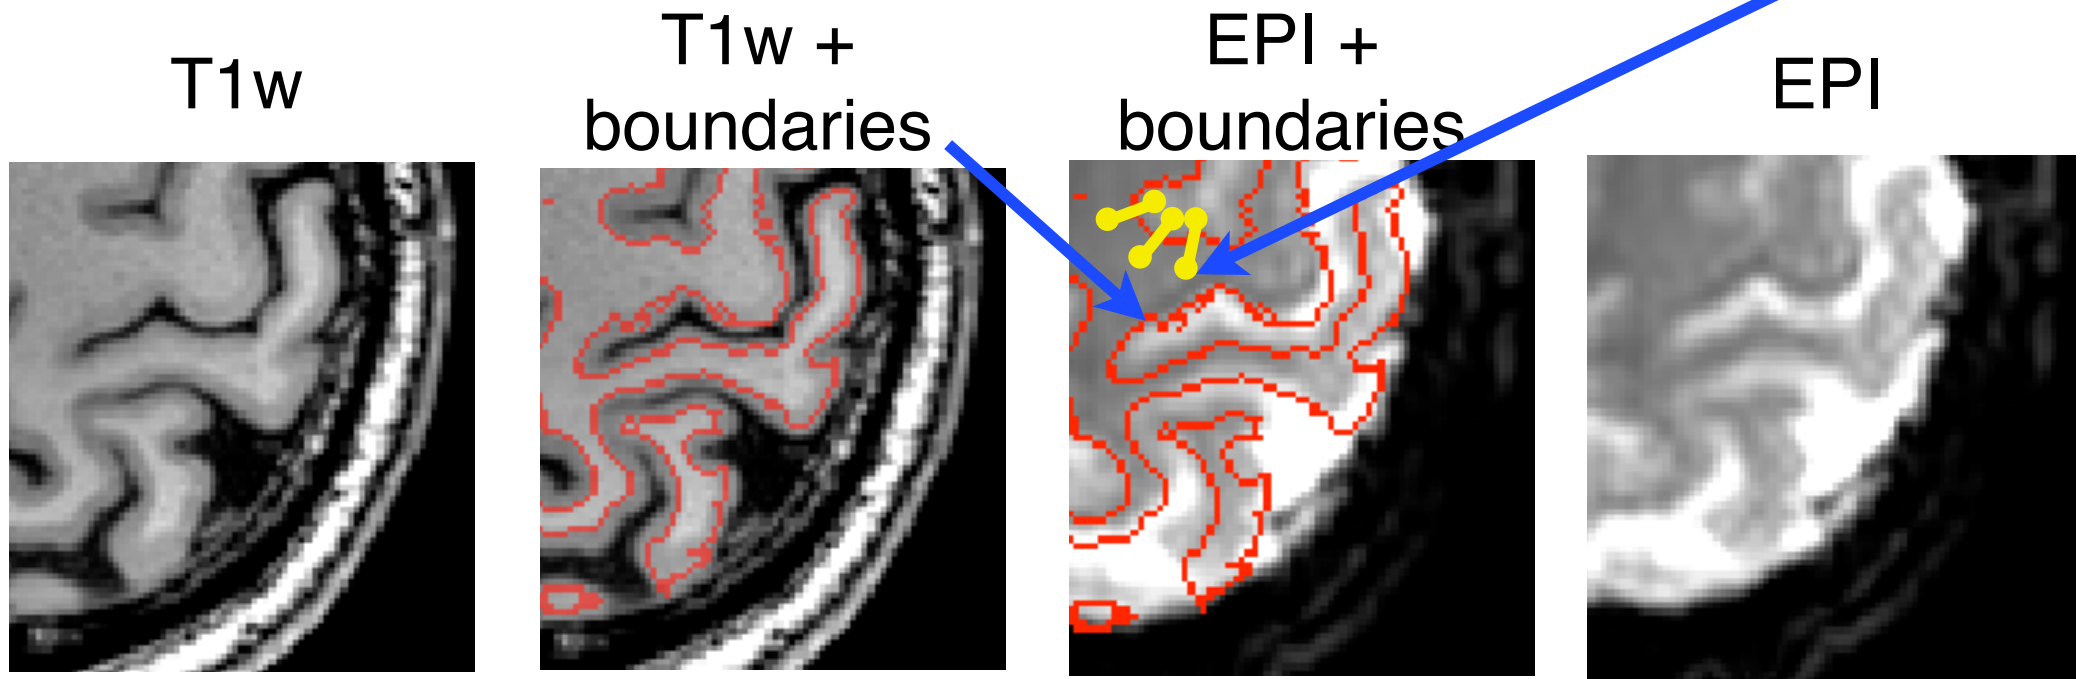 T1w
T1w +
boundaries
EPI +
boundaries
EPI